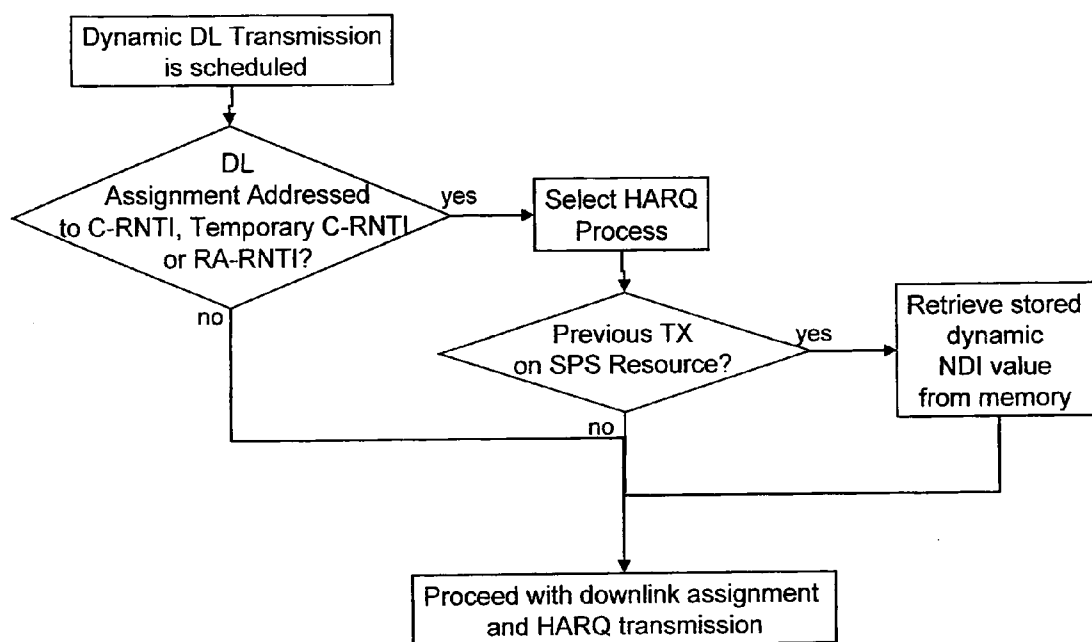 Dynamic DL Transmission
is scheduled
DL
Assignment Addressed
to C-RNTI, Temporary C-RNTI
or RA-RNTI?
yes
Select HARQ
Process
no
Previous TX
on SPS Resource?
yes
Retrieve stored
dynamic
NDI value
from memory
no
Proceed with downlink assignment
and HARQ transmission